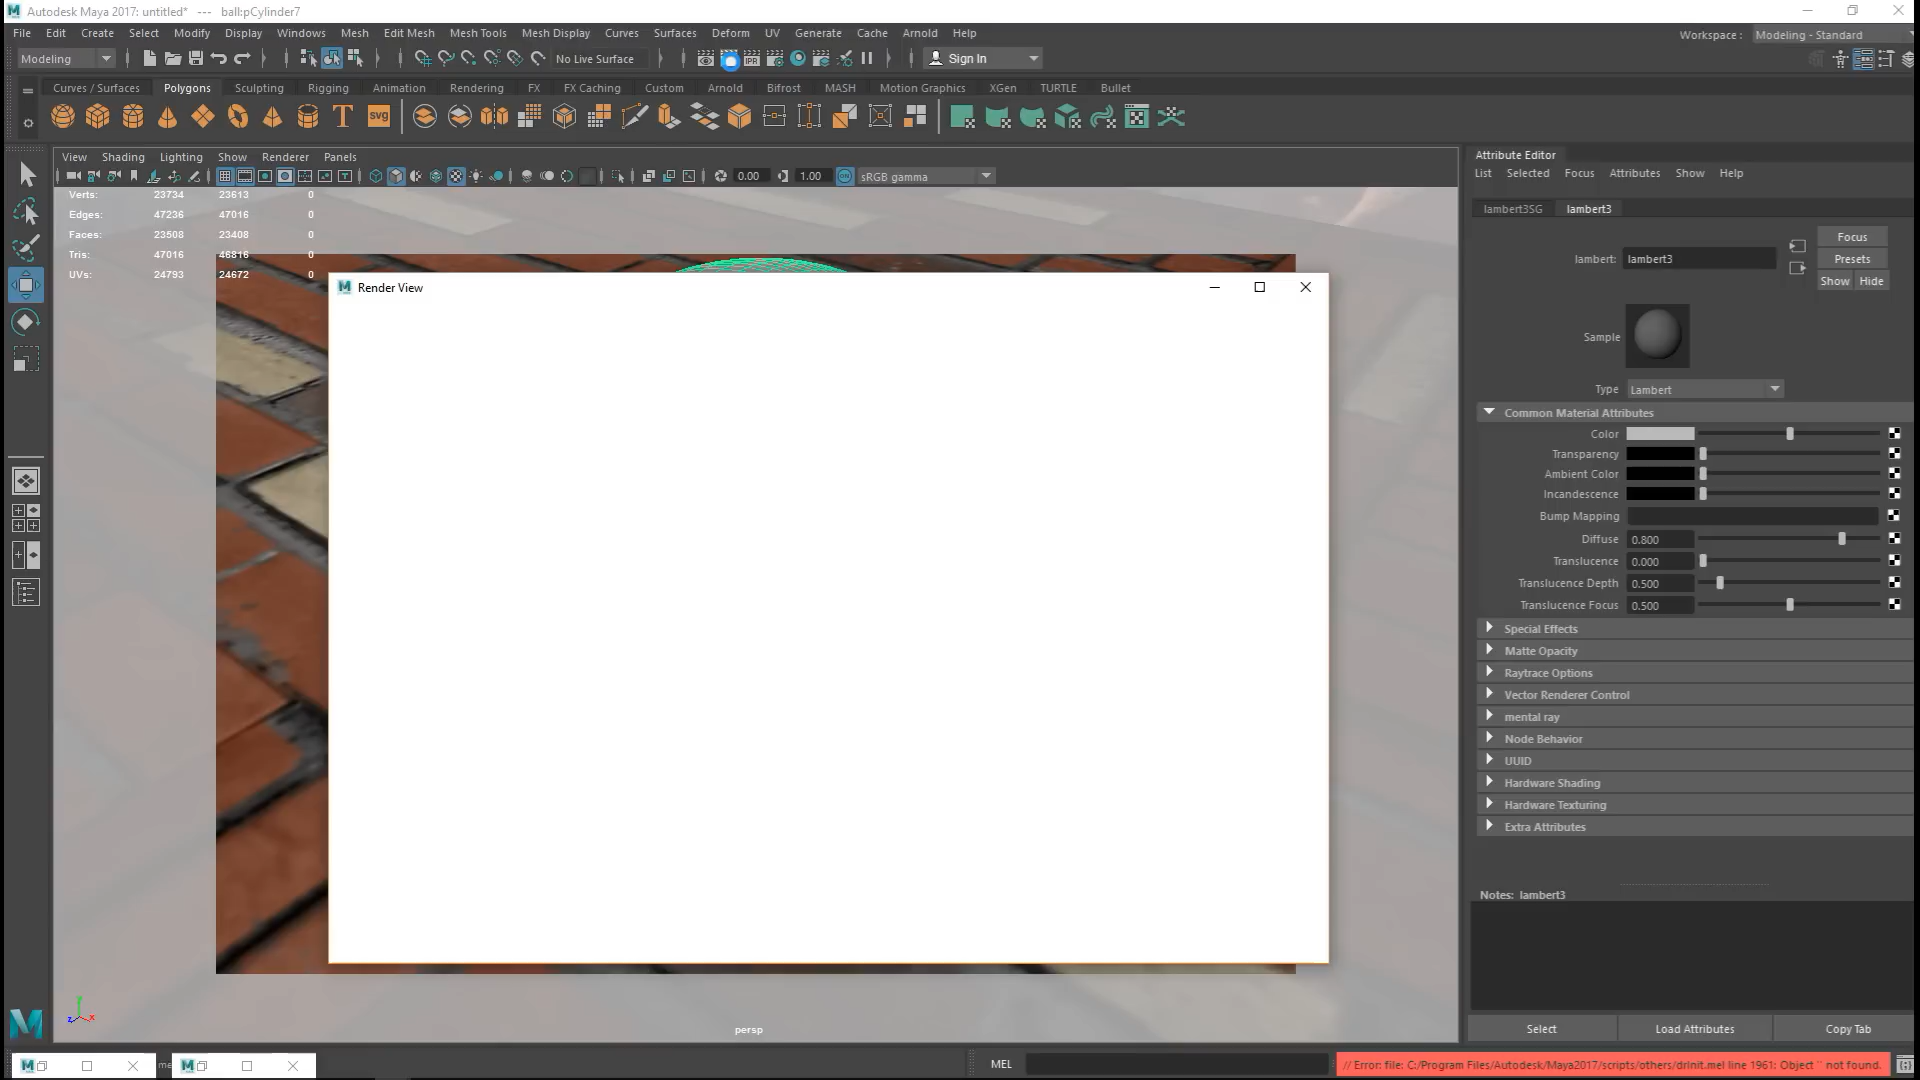 Autodesk Maya 2017: untitled*   ---   ball:pCylinder7
File Edit Create Select Modify Display Windows Mesh Edit Mesh Mesh Tools Mesh Display Curves Surfaces Deform UV Generate Cache Arnold Help
Workspace : Modeling - Standard
Modeling No Live Surface IPR Sign In
Curves / Surfaces Polygons Sculpting Rigging Animation Rendering FX FX Caching Custom Arnold Bifrost MASH Motion Graphics XGen TURTLE Bullet
T SVG
View Shading Lighting Show Renderer Panels
0.00 1.00 sRGB gamma
Verts: 23734 23613 0
Edges: 47236 47016 0
Faces: 23508 23408 0
Tris: 47016 46816 0
UVs: 24793 24672 0
Render View
persp
Attribute Editor
List Selected Focus Attributes Show Help
lambert3SG lambert3
Focus
lambert: lambert3
Presets
Show Hide
Sample
Type Lambert
Common Material Attributes
Color
Transparency
Ambient Color
Incandescence
Bump Mapping
Diffuse 0.800
Translucence 0.000
Translucence Depth 0.500
Translucence Focus 0.500
Special Effects
Matte Opacity
Raytrace Options
Vector Renderer Control
mental ray
Node Behavior
UUID
Hardware Shading
Hardware Texturing
Extra Attributes
Notes: lambert3
Select Load Attributes Copy Tab
MEL
// Error: file: C:/Program Files/Autodesk/Maya2017/scripts/others/drInit.mel line 1961: Object '' not found.